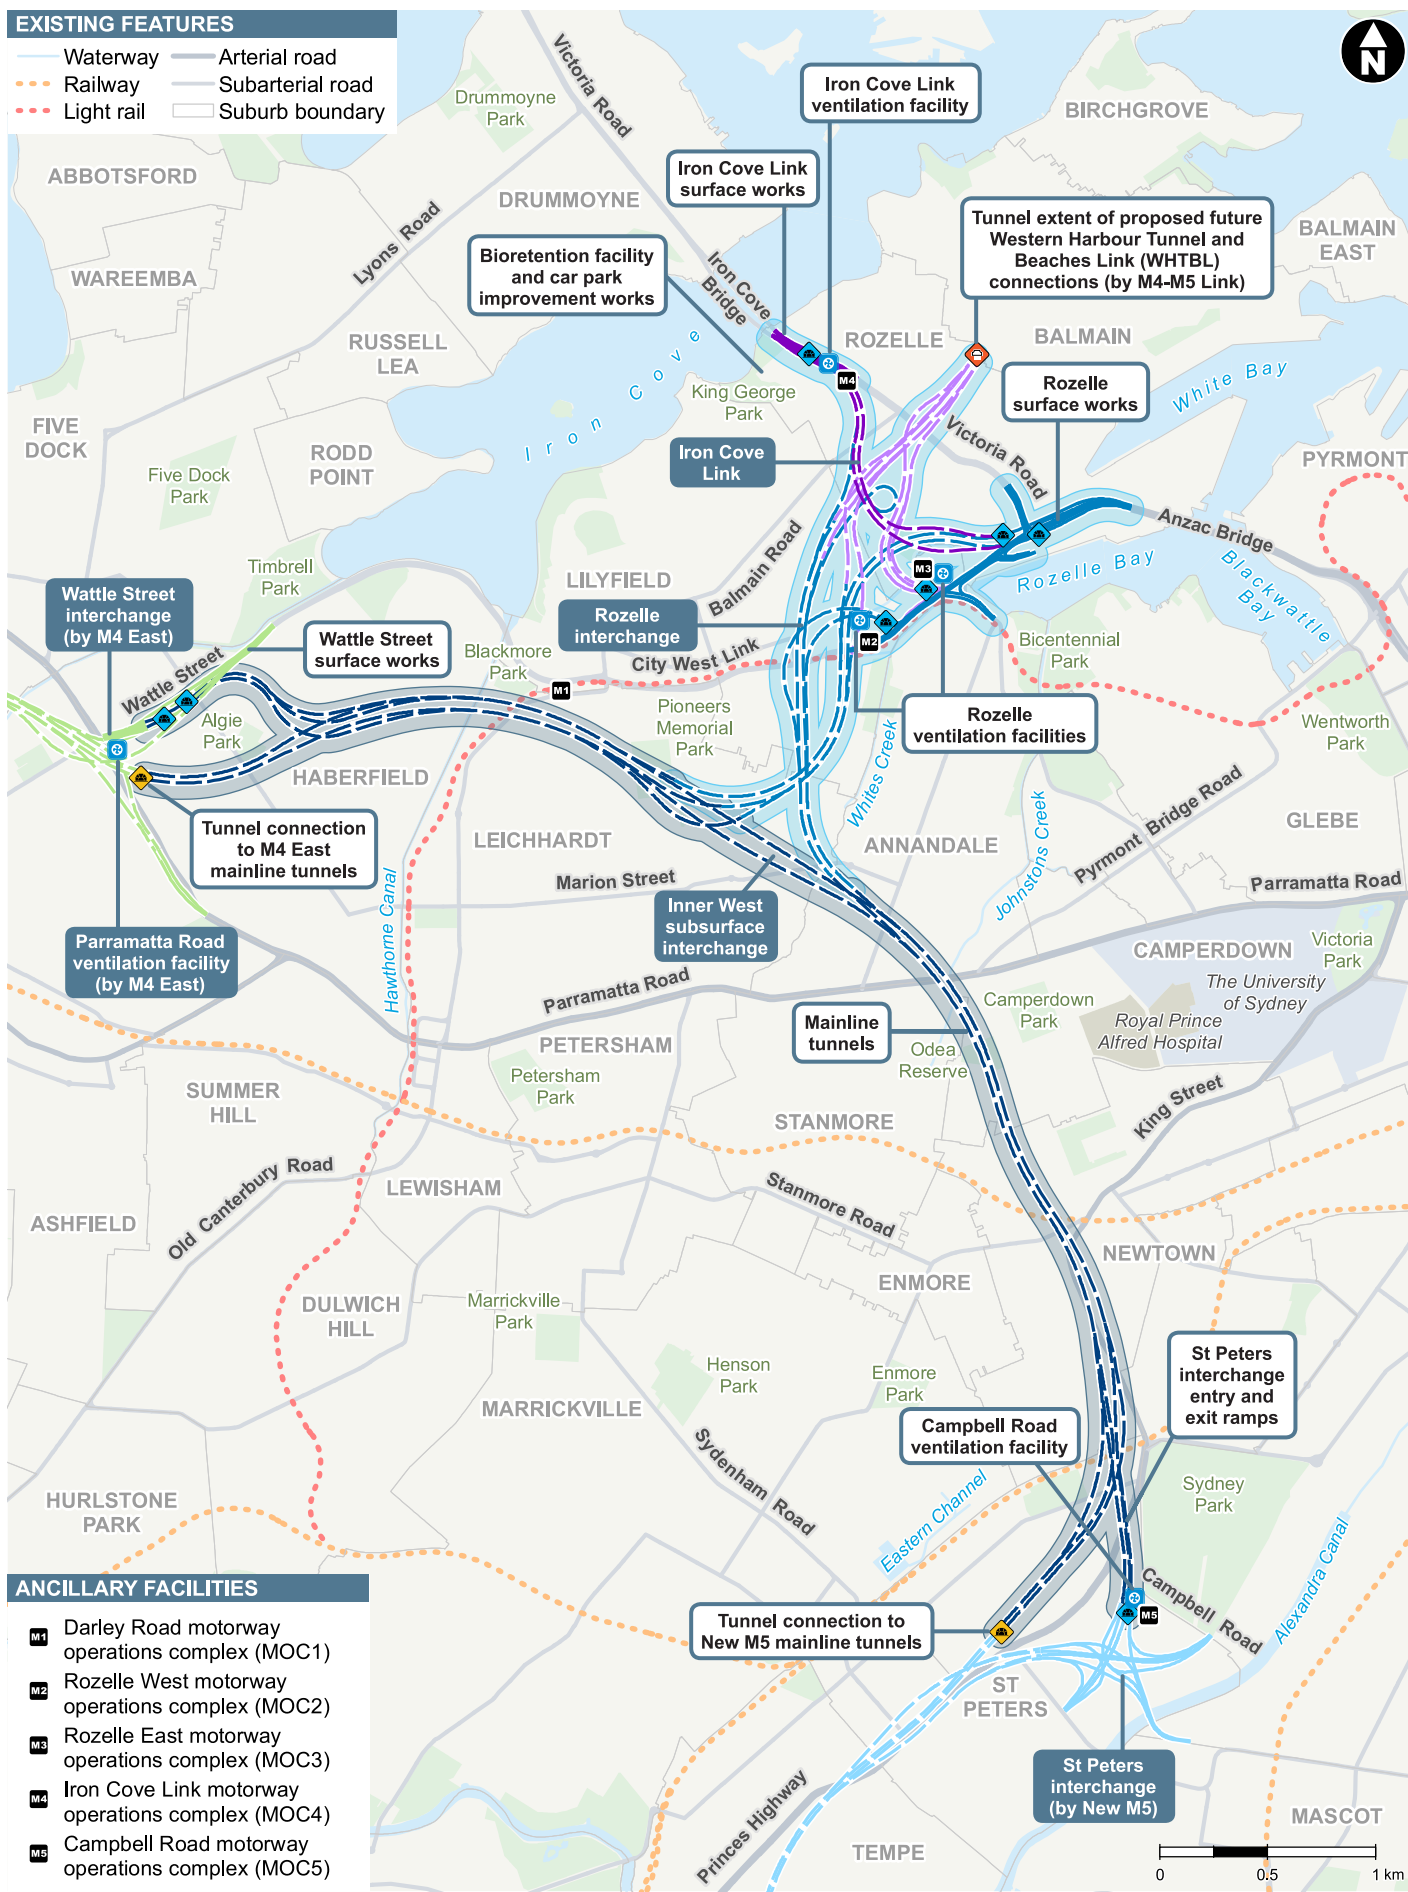 EXISTING FEATURES
Waterway
Arterial road
Railway
Subarterial road
Light rail
Suburb boundary
N
Victoria Road
Drummoyne
Park
Iron Cove Link
ventilation facility
BIRCHGROVE
ABBOTSFORD
Iron Cove Link
surface works
DRUMMOYNE
Lyons Road
Tunnel extent of proposed future
Western Harbour Tunnel and
Beaches Link (WHTBL)
connections (by M4-M5 Link)
BALMAIN
EAST
WAREEMBA
Bioretention facility
and car park
improvement works
Iron Cove
Bridge
RUSSELL
LEA
ROZELLE
BALMAIN
Iron Cove
King George
Park
M4
Rozelle
surface works
White Bay
FIVE
DOCK
RODD
POINT
Five Dock
Park
Iron Cove
Link
Victoria Road
PYRMONT
Anzac Bridge
Timbrell
Park
LILYFIELD
Balmain Road
M3
Rozelle Bay
Blackwattle
Bay
Wattle Street
interchange
(by M4 East)
Rozelle
interchange
Wattle Street
surface works
Blackmore
Park
City West Link
M2
Bicentennial
Park
Wattle Street
M1
Algie
Park
Pioneers
Memorial
Park
Rozelle
ventilation facilities
Wentworth
Park
HABERFIELD
Whites Creek
Johnstons Creek
Pyrmont Bridge Road
Tunnel connection
to M4 East
mainline tunnels
LEICHHARDT
ANNANDALE
GLEBE
Marion Street
Parramatta Road
Hawthorne Canal
Inner West
subsurface
interchange
Parramatta Road
ventilation facility
(by M4 East)
CAMPERDOWN
Victoria
Park
The University
of Sydney
Parramatta Road
Camperdown
Park
Royal Prince
Alfred Hospital
Mainline
tunnels
PETERSHAM
Odea
Reserve
Petersham
Park
SUMMER
HILL
STANMORE
King Street
Old Canterbury Road
LEWISHAM
Stanmore Road
ASHFIELD
NEWTOWN
ENMORE
DULWICH
HILL
Marrickville
Park
Henson
Park
Enmore
Park
St Peters
interchange
entry and
exit ramps
MARRICKVILLE
Campbell Road
ventilation facility
Sydenham Road
Eastern Channel
Sydney
Park
HURLSTONE
PARK
Alexandra Canal
Campbell Road
M5
Tunnel connection to
New M5 mainline tunnels
ST
PETERS
St Peters
interchange
(by New M5)
Princes Highway
MASCOT
TEMPE
0 0.5 1 km
ANCILLARY FACILITIES
M1 Darley Road motorway
operations complex (MOC1)
M2 Rozelle West motorway
operations complex (MOC2)
M3 Rozelle East motorway
operations complex (MOC3)
M4 Iron Cove Link motorway
operations complex (MOC4)
M5 Campbell Road motorway
operations complex (MOC5)